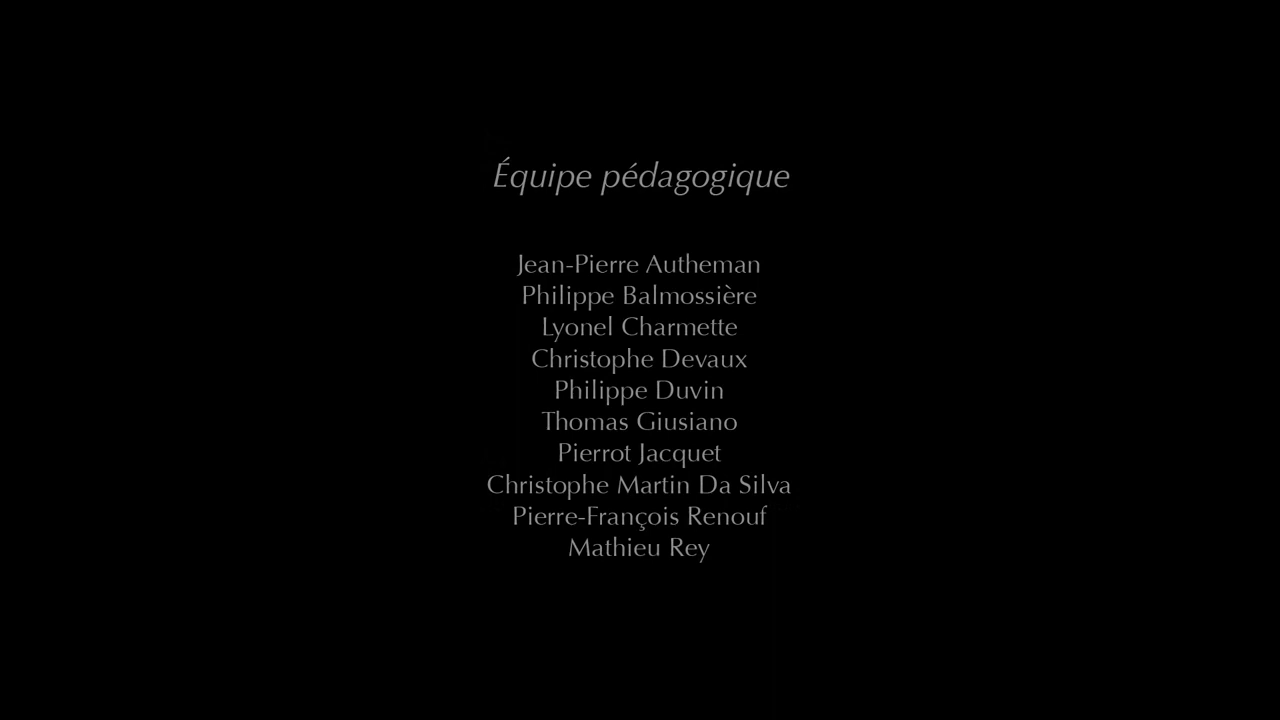 Équipe pédagogique
Jean-Pierre Autheman
Philippe Balmossière
Lyonel Charmette
Christophe Devaux
Philippe Duvin
Thomas Giusiano
Pierrot Jacquet
Christophe Martin Da Silva
Pierre-François Renouf
Mathieu Rey